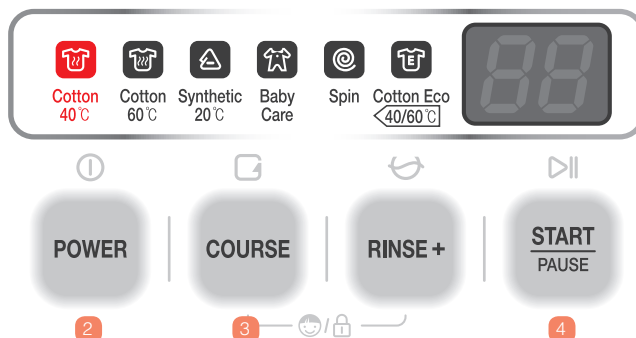 Cotton 40℃
Cotton 60℃
Synthetic 20℃
Baby Care
Spin
Cotton Eco 40/60℃
E
88
POWER
COURSE
RINSE +
START
PAUSE
2
3
4